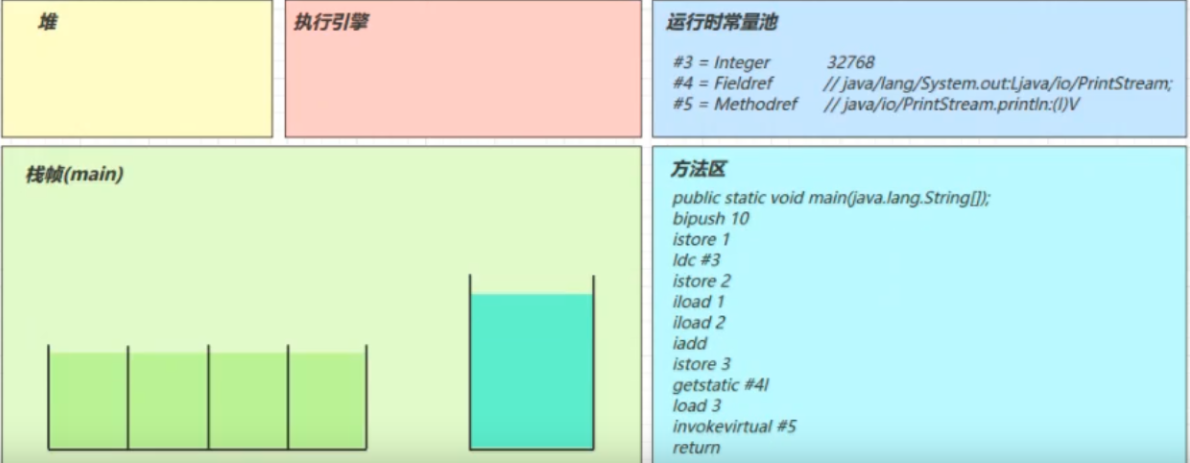 堆
执行引擎
运行时常量池
#3 = Integer 32768
#4 = Fieldref // java/lang/System.out:Ljava/io/PrintStream;
#5 = Methodref // java/io/PrintStream.println:(I)V
栈帧(main)
方法区
public static void main(java.lang.String[]);
bipush 10
istore 1
ldc #3
istore 2
iload 1
iload 2
iadd
istore 3
getstatic #4l
load 3
invokevirtual #5
return